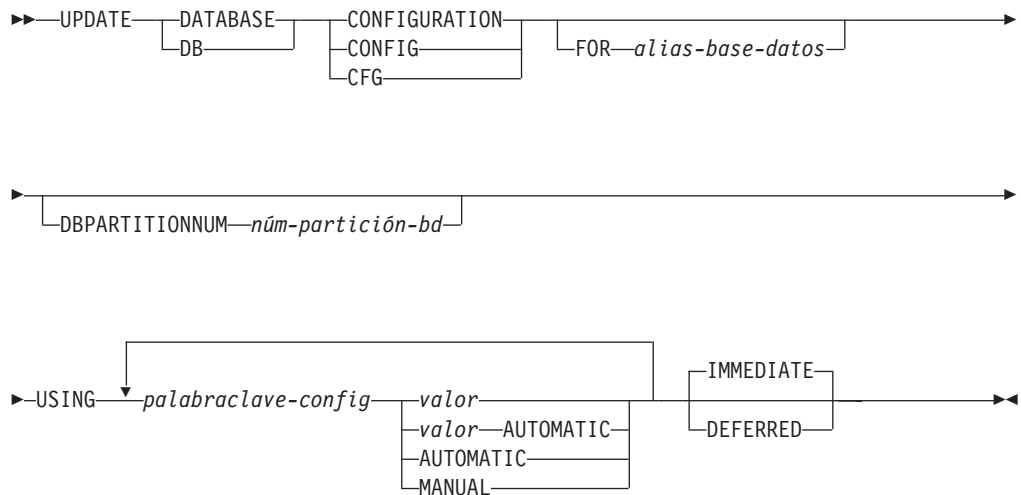 UPDATE DATABASE CONFIGURATION
DB CONFIG FOR alias-base-datos
CFG
DBPARTITIONNUM núm-partición-bd
IMMEDIATE
USING palabraclave-config valor
valor AUTOMATIC DEFERRED
AUTOMATIC
MANUAL